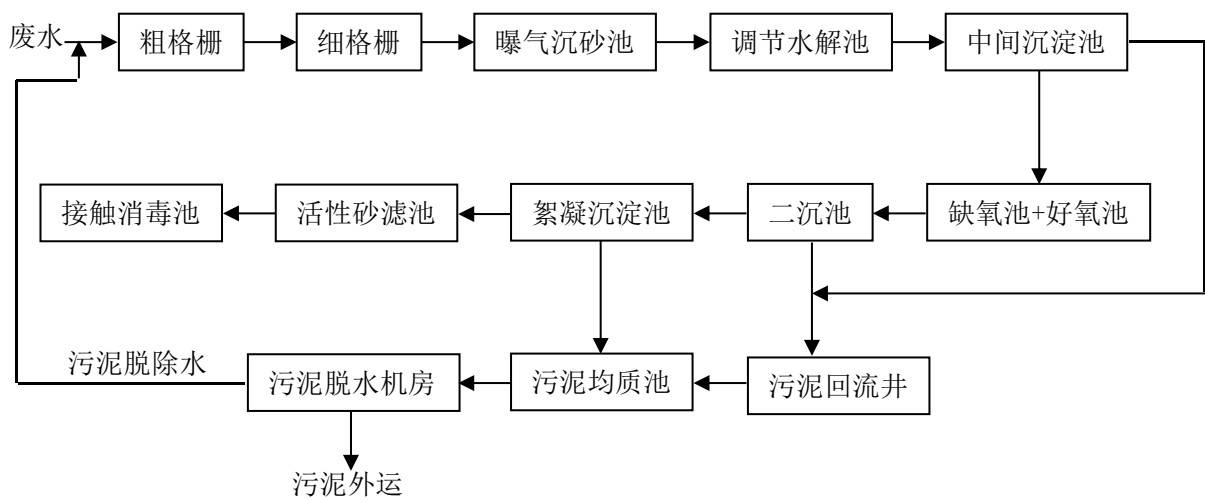 废水
粗格栅
细格栅
曝气沉砂池
调节水解池
中间沉淀池
接触消毒池
活性砂滤池
絮凝沉淀池
二沉池
缺氧池+好氧池
污泥脱除水
污泥脱水机房
污泥均质池
污泥回流井
污泥外运